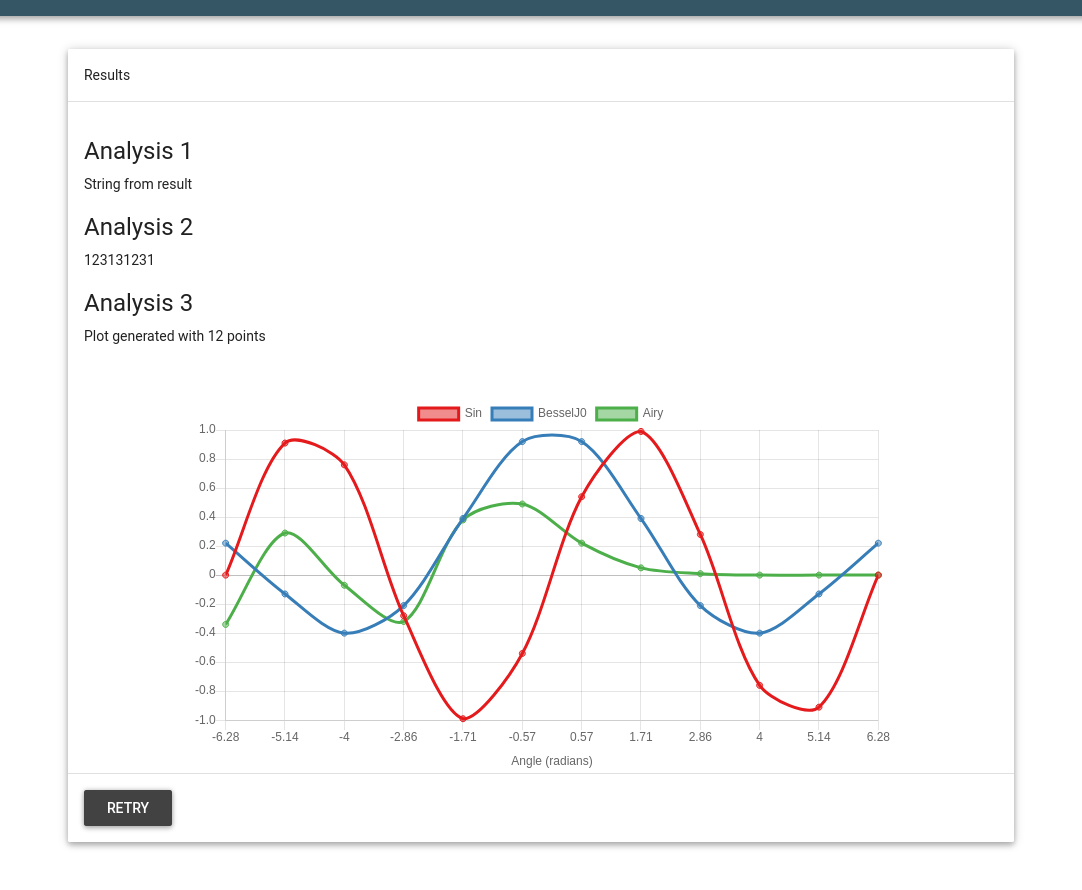 Results
Analysis 1
String from result
Analysis 2
123131231
Analysis 3
Plot generated with 12 points
Sin BesselJ0 Airy
1.0
0.8
0.6
0.4
0.2
0
-0.2
-0.4
-0.6
-0.8
-1.0
-6.28 -5.14 -4 -2.86 -1.71 -0.57 0.57 1.71 2.86 4 5.14 6.28
Angle (radians)
RETRY